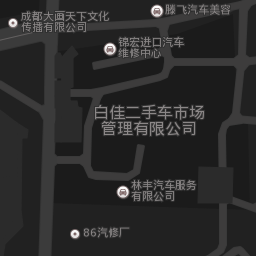 滕飞汽车美容
成都大画天下文化
传播有限公司
锦宏进口汽车
维修中心
白佳二手车市场
管理有限公司
林丰汽车服务
有限公司
86汽修厂